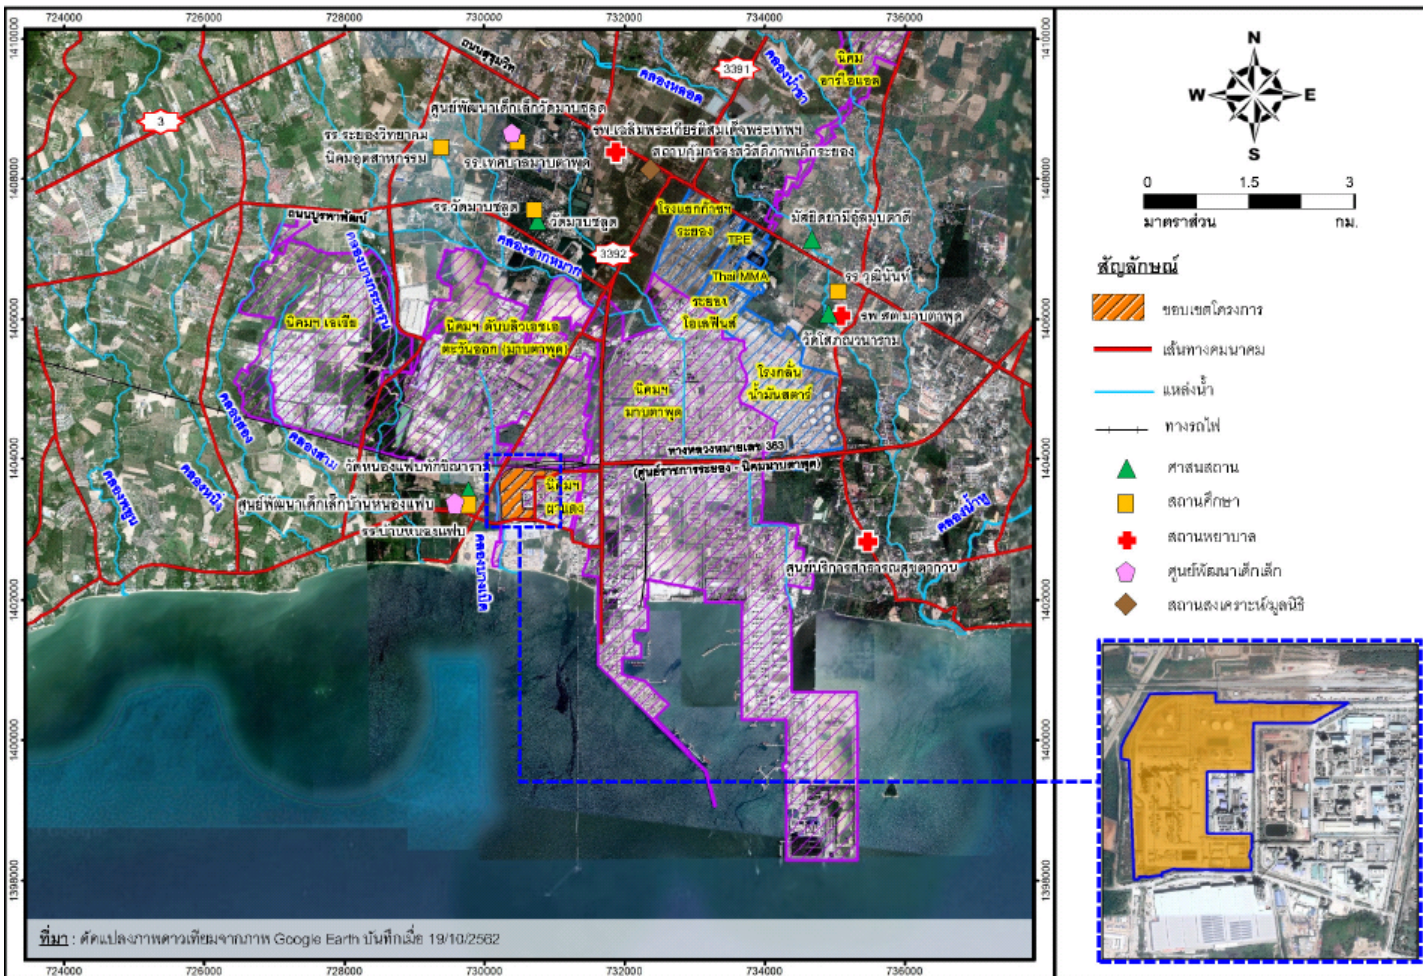 724000
726000
728000
730000
732000
734000
736000
1410000
1408000
1406000
1404000
1402000
1400000
1398000
1410000
1408000
1406000
1404000
1402000
1400000
1398000
ถนนสุขุมวิท
3391
คลองหลอด
คลองน้ำชา
นิคม
อาร์ไอแอล
3
ศูนย์พัฒนาเด็กเล็กวัดมาบชลูด
รพ.เฉลิมพระเกียรติสมเด็จพระเทพฯ
รร.ระยองวิทยาคม
นิคมอุตสาหกรรม
รร.เทศบาลมาบตาพุด
สถานคุ้มครองสวัสดิภาพเด็กระยอง
รร.วัดมาบชลูด
วัดมาบชลูด
ถนนบูรพาพัฒน์
คลองบางกระพรุน
คลองชากหมาก
3392
โรงแยกก๊าซฯ
ระยอง
TPE
Thai MMA
มัสยิดยามีอุ้ลมุบตาดี
รร.วุฒินันท์
ระยอง
โอเลฟินส์
รพ.สต.มาบตาพุด
วัดโสภณวนาราม
นิคมฯ เอเซีย
นิคมฯ ดับบลิวเอชเอ
ตะวันออก (มาบตาพุด)
นิคมฯ
มาบตาพุด
โรงกลั่น
น้ำมันสตาร์
คลองสอง
คลองสาม
คลองหนึ่ง
คลองพยูน
ทางหลวงหมายเลข 363
(ศูนย์ราชการระยอง - นิคมมาบตาพุด)
วัดหนองแฟบทักขิณาราม
นิคมฯ
ผาแดง
ศูนย์พัฒนาเด็กเล็กบ้านหนองแฟบ
รร.บ้านหนองแฟบ
คลองบางเบิด
คลองน้ำหู
ศูนย์บริการสาธารณสุขตากวน
ที่มา : ดัดแปลงภาพดาวเทียมจากภาพ Google Earth บันทึกเมื่อ 19/10/2562
724000
726000
728000
730000
732000
734000
736000
N
W
E
S
0
1.5
3
มาตราส่วน
กม.
สัญลักษณ์
ขอบเขตโครงการ
เส้นทางคมนาคม
แหล่งน้ำ
ทางรถไฟ
ศาสนสถาน
สถานศึกษา
สถานพยาบาล
ศูนย์พัฒนาเด็กเล็ก
สถานสงเคราะห์/มูลนิธิ